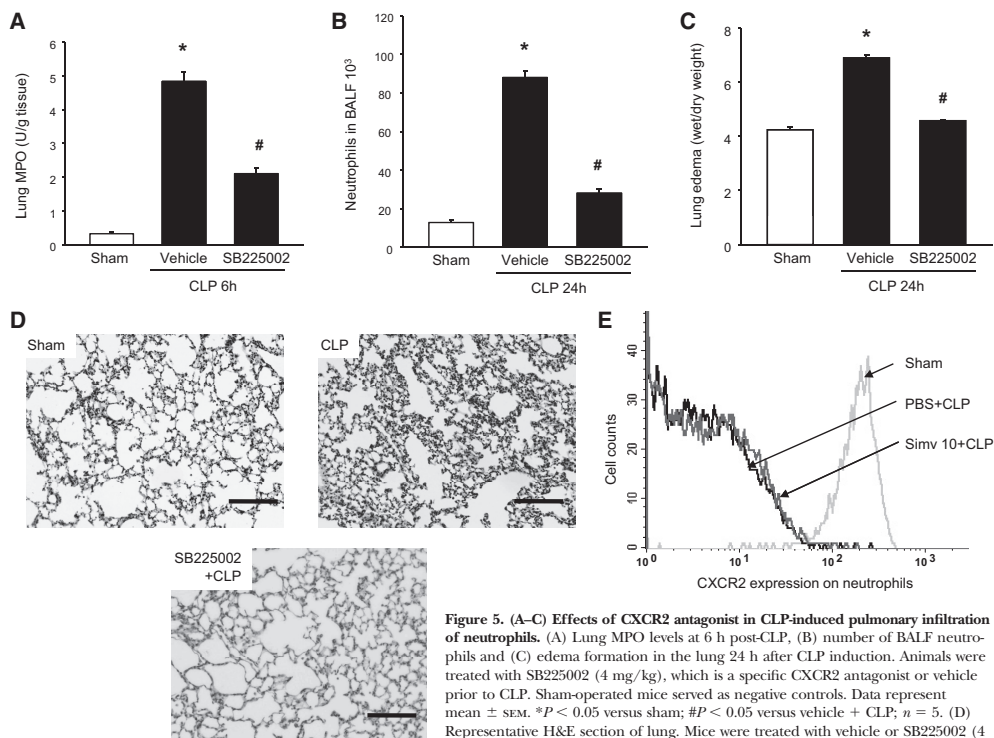 A
Lung MPO (U/g tissue)
6
5
4
3
2
1
0
*
#
Sham
Vehicle
SB225002
CLP 6h
B
Neutrophils in BALF 10³
120
100
80
60
40
20
0
*
#
Sham
Vehicle
SB225002
CLP 24h
C
Lung edema (wet/dry weight)
8
6
4
2
0
*
#
Sham
Vehicle
SB225002
CLP 24h
D
Sham
CLP
SB225002
+CLP
E
Cell counts
40
30
20
10
0
10⁰
10¹
10²
10³
CXCR2 expression on neutrophils
Sham
PBS+CLP
Simv 10+CLP
Figure 5. (A–C) Effects of CXCR2 antagonist in CLP-induced pulmonary infiltration
of neutrophils. (A) Lung MPO levels at 6 h post-CLP, (B) number of BALF neutro-
phils and (C) edema formation in the lung 24 h after CLP induction. Animals were
treated with SB225002 (4 mg/kg), which is a specific CXCR2 antagonist or vehicle
prior to CLP. Sham-operated mice served as negative controls. Data represent
mean ± SEM. *P < 0.05 versus sham; #P < 0.05 versus vehicle + CLP; n = 5. (D)
Representative H&E section of lung. Mice were treated with vehicle or SB225002 (4